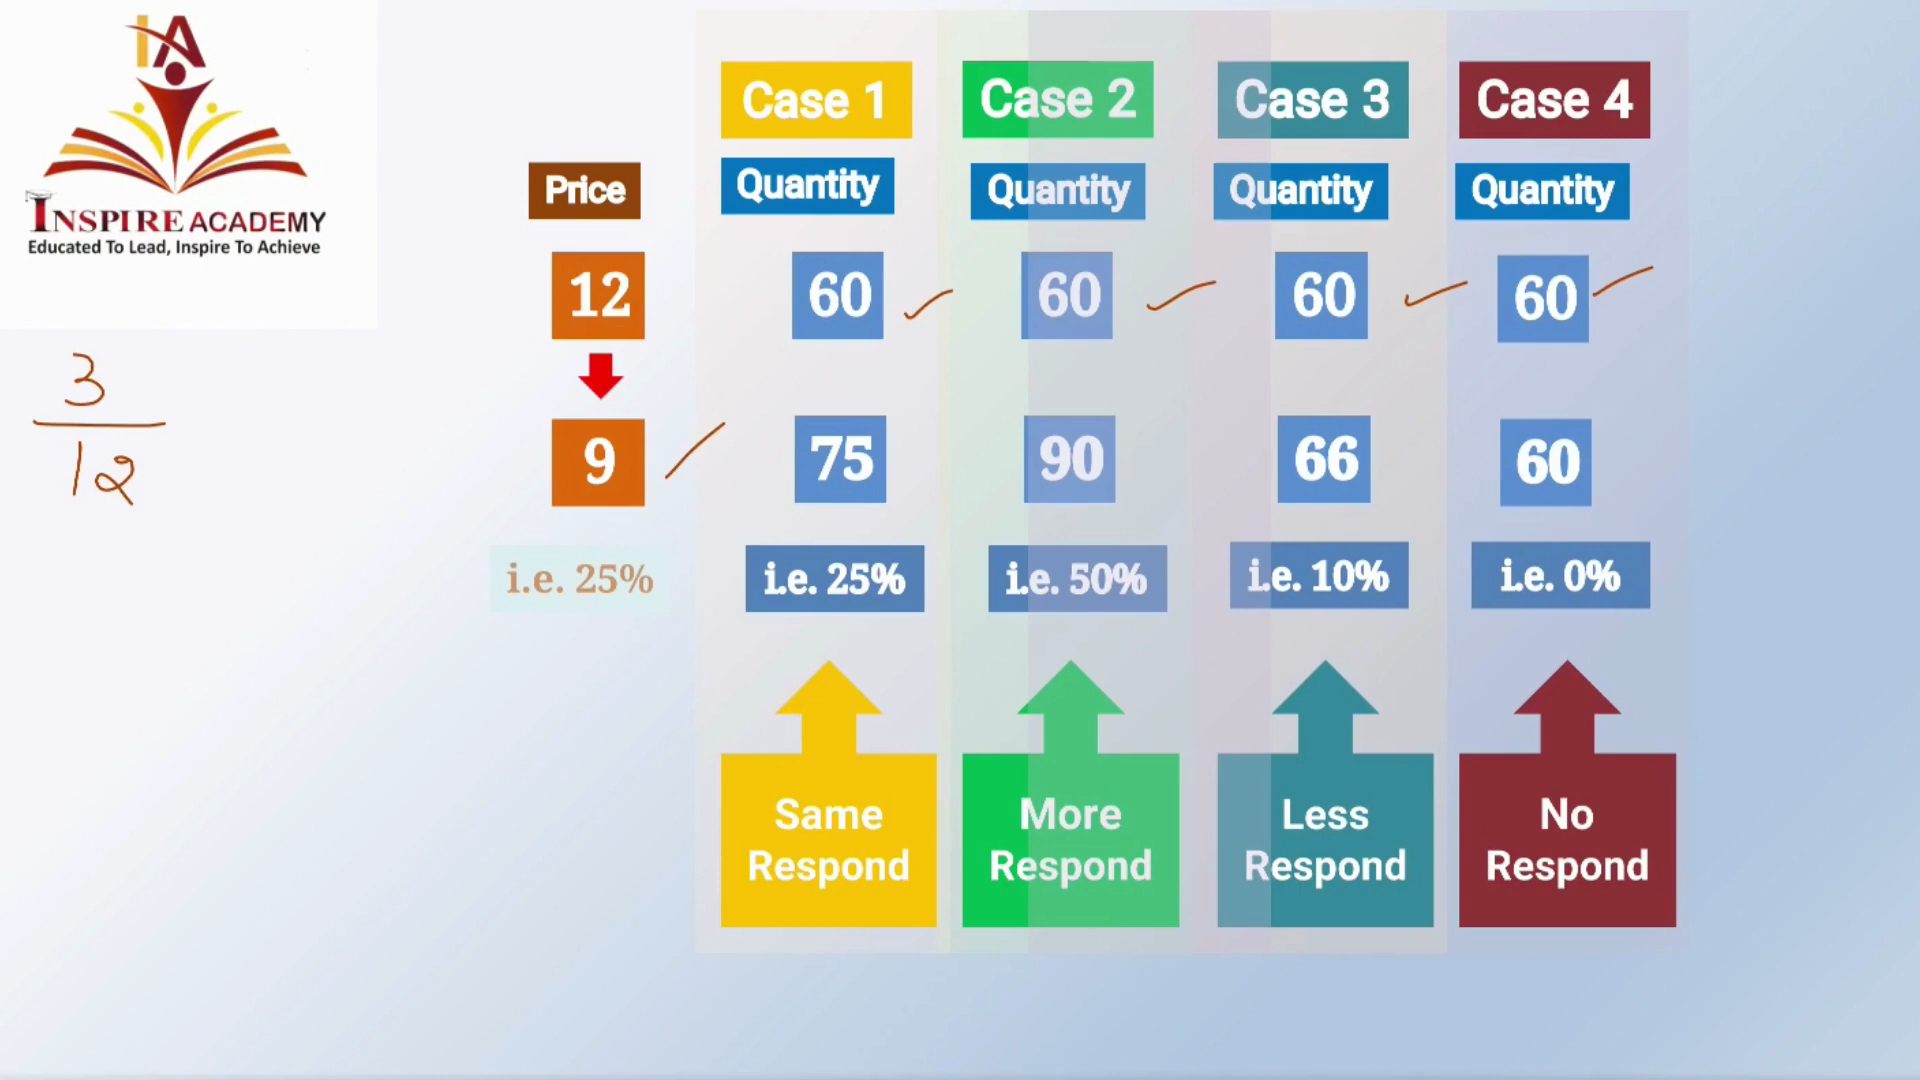 IA
INSPIRE ACADEMY
Educated To Lead, Inspire To Achieve
3
12
Case 1 Case 2 Case 3 Case 4
Price Quantity Quantity Quantity Quantity
12 60 60 60 60
9 75 90 66 60
i.e. 25% i.e. 25% i.e. 50% i.e. 10% i.e. 0%
Same More Less No
Respond Respond Respond Respond